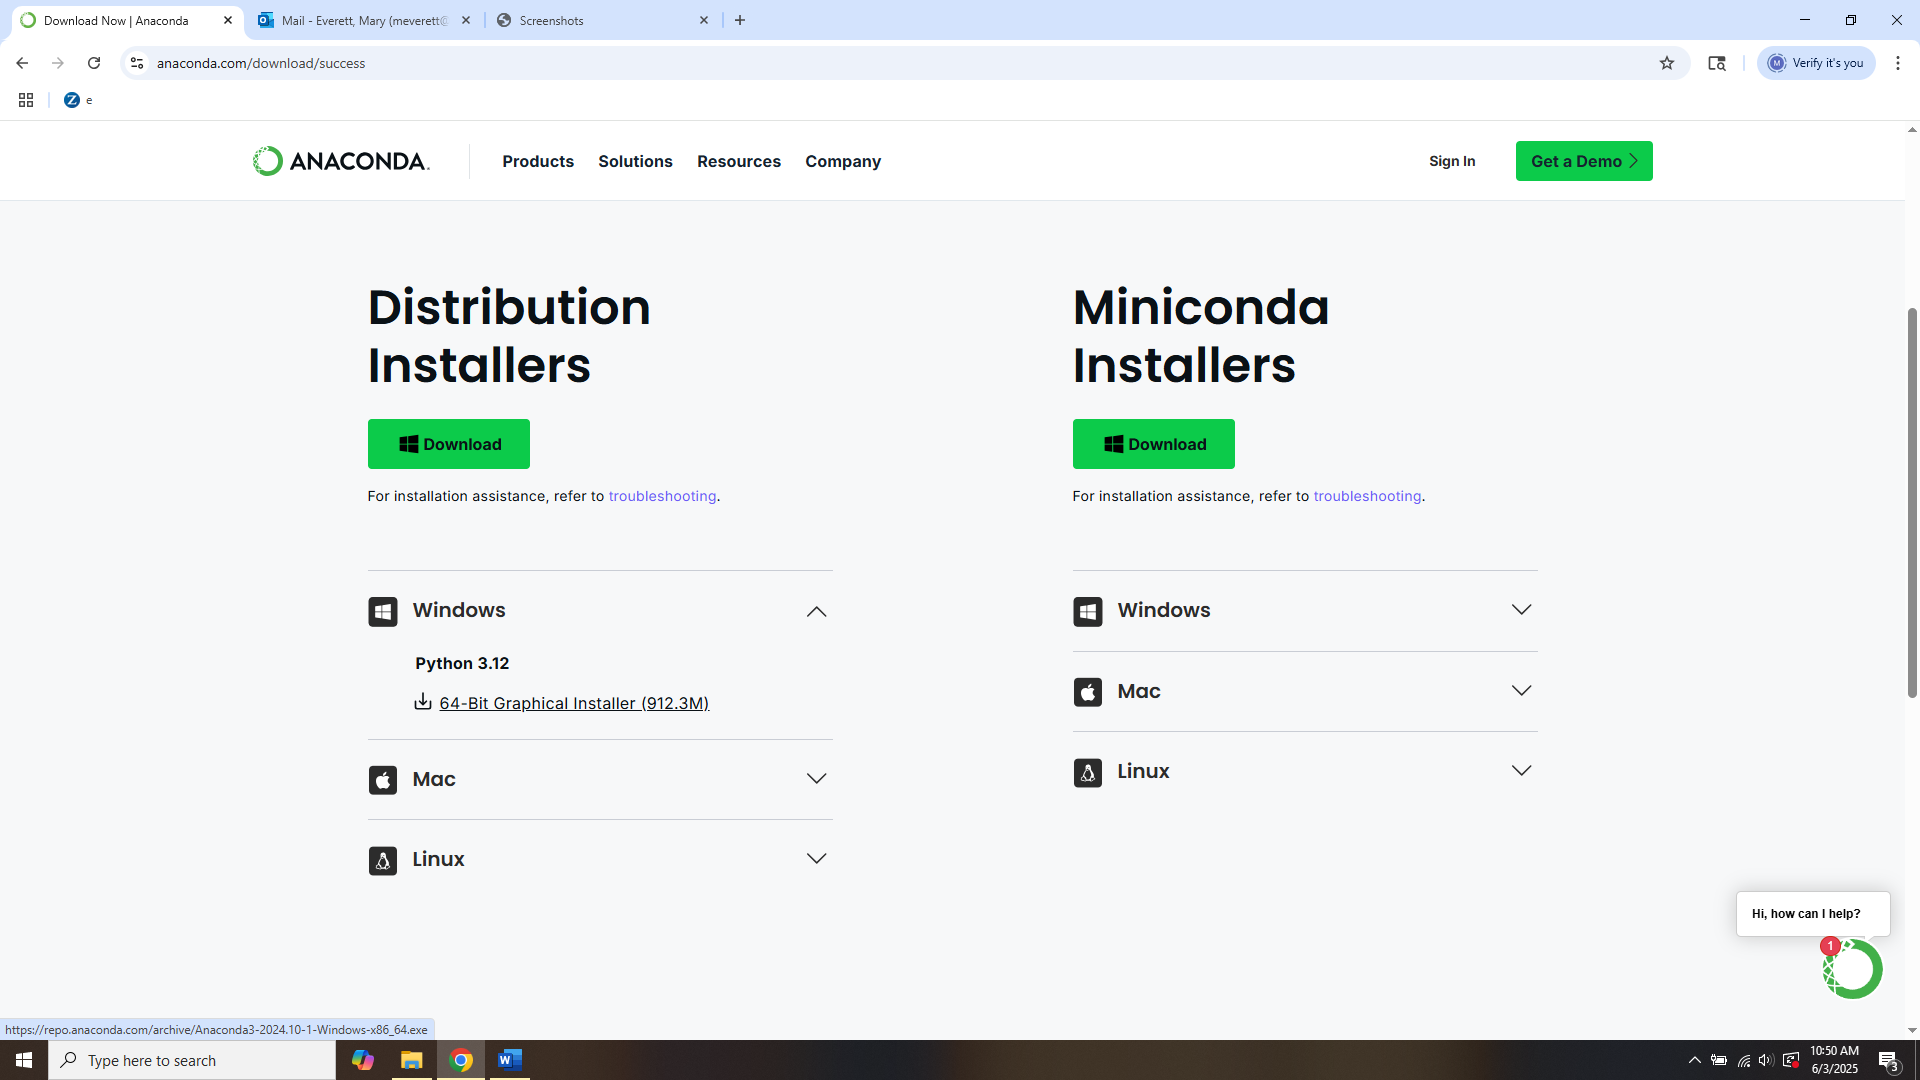 Download Now | Anaconda
Mail - Everett, Mary (meverett@
Screenshots
anaconda.com/download/success
Verify it's you
e
ANACONDA.
Products
Solutions
Resources
Company
Sign In
Get a Demo
Distribution
Installers
Download
For installation assistance, refer to troubleshooting.
Windows
Python 3.12
64-Bit Graphical Installer (912.3M)
Mac
Linux
Miniconda
Installers
Download
For installation assistance, refer to troubleshooting.
Windows
Mac
Linux
Hi, how can I help?
1
https://repo.anaconda.com/archive/Anaconda3-2024.10-1-Windows-x86_64.exe
Type here to search
10:50 AM
6/3/2025
3